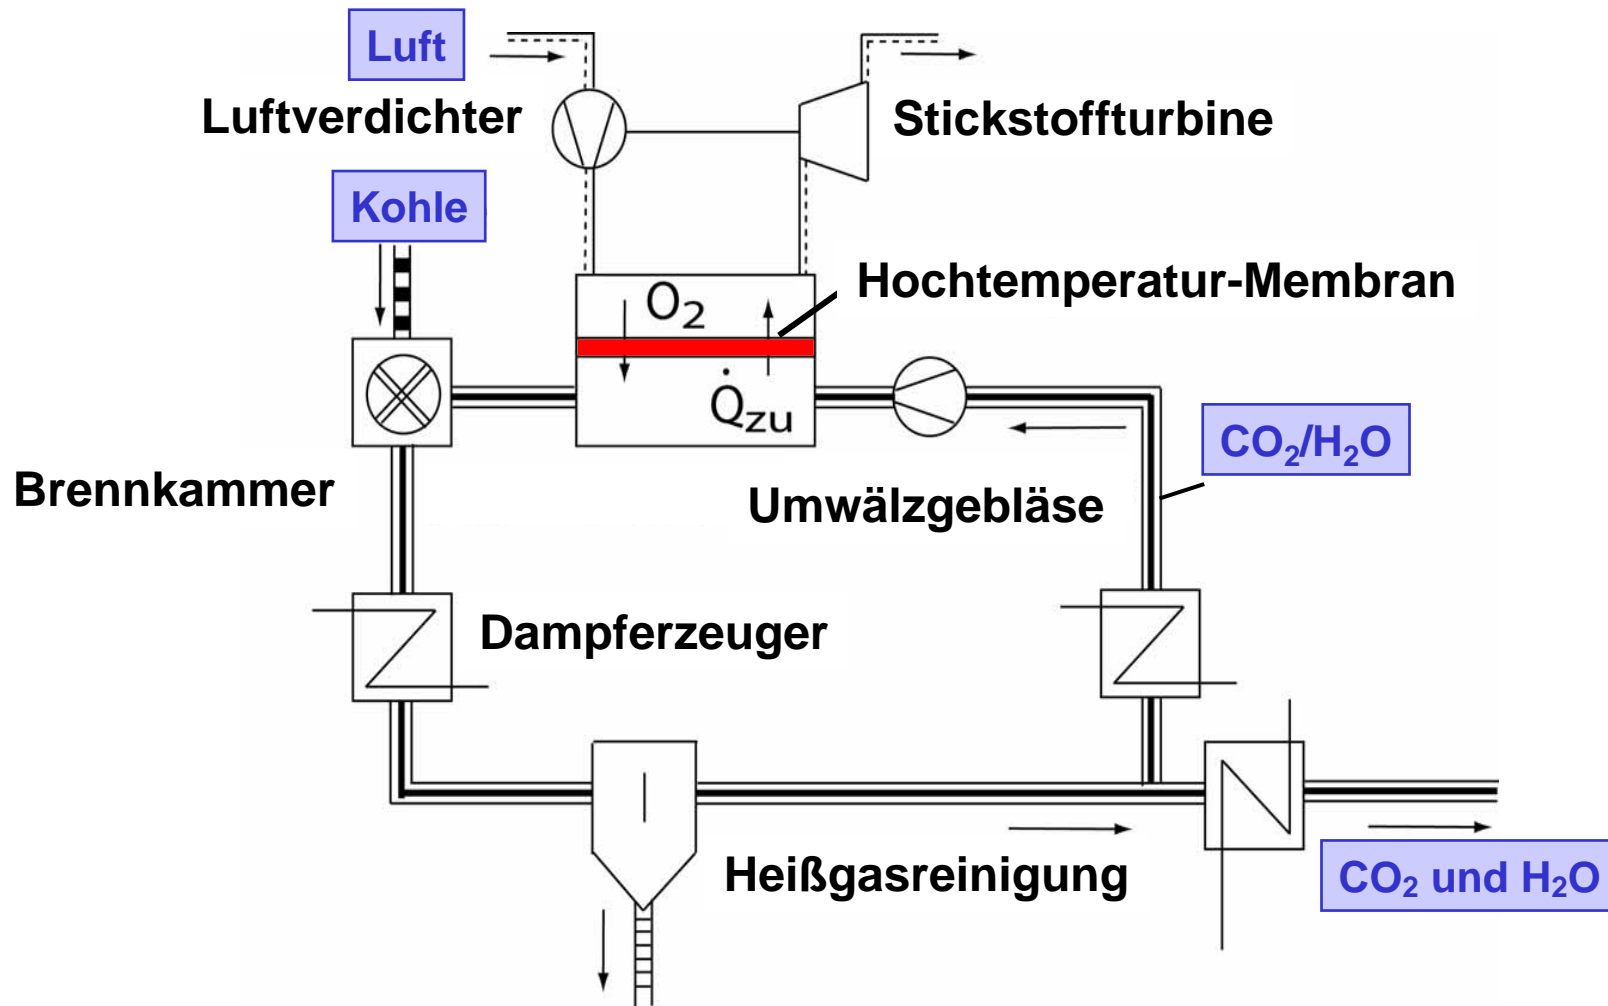 Luft
Luftverdichter
Stickstoffturbine
Kohle
Hochtemperatur-Membran
O₂
Q̇zu
CO₂/H₂O
Brennkammer
Umwälzgebläse
Dampferzeuger
Heißgasreinigung
CO₂ und H₂O